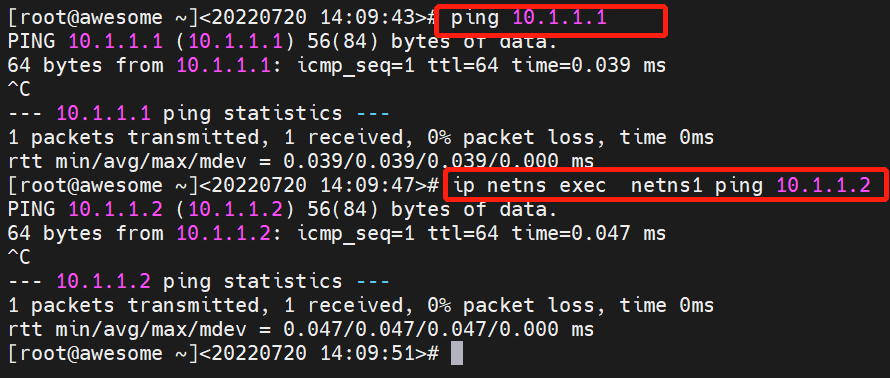 [root@awesome ~]<20220720 14:09:43># ping 10.1.1.1
PING 10.1.1.1 (10.1.1.1) 56(84) bytes of data.
64 bytes from 10.1.1.1: icmp_seq=1 ttl=64 time=0.039 ms
^C
--- 10.1.1.1 ping statistics ---
1 packets transmitted, 1 received, 0% packet loss, time 0ms
rtt min/avg/max/mdev = 0.039/0.039/0.039/0.000 ms
[root@awesome ~]<20220720 14:09:47># ip netns exec  netns1 ping 10.1.1.2
PING 10.1.1.2 (10.1.1.2) 56(84) bytes of data.
64 bytes from 10.1.1.2: icmp_seq=1 ttl=64 time=0.047 ms
^C
--- 10.1.1.2 ping statistics ---
1 packets transmitted, 1 received, 0% packet loss, time 0ms
rtt min/avg/max/mdev = 0.047/0.047/0.047/0.000 ms
[root@awesome ~]<20220720 14:09:51>#